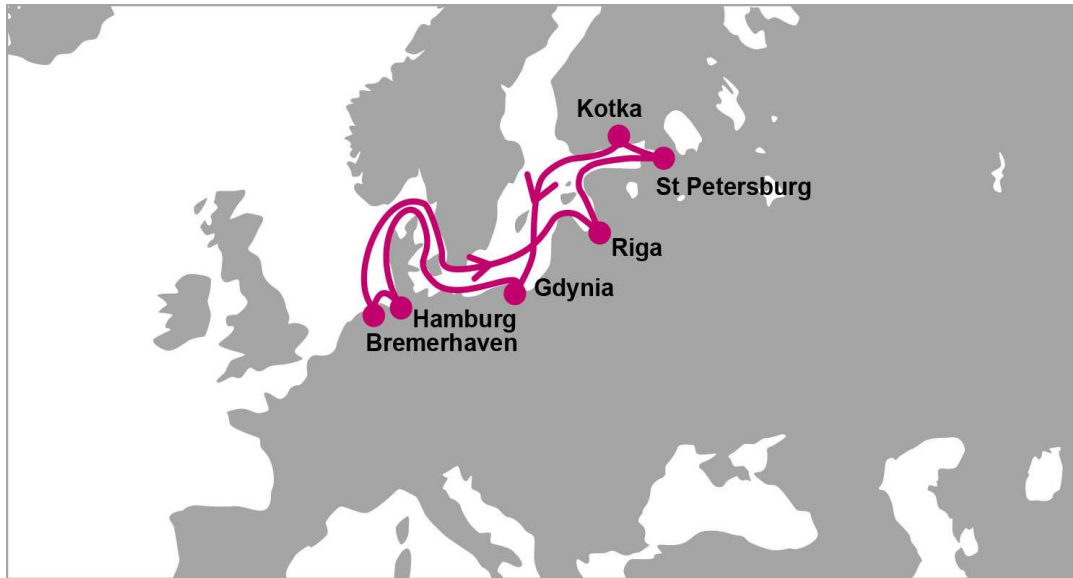 Kotka
St Petersburg
Riga
Gdynia
Hamburg
Bremerhaven